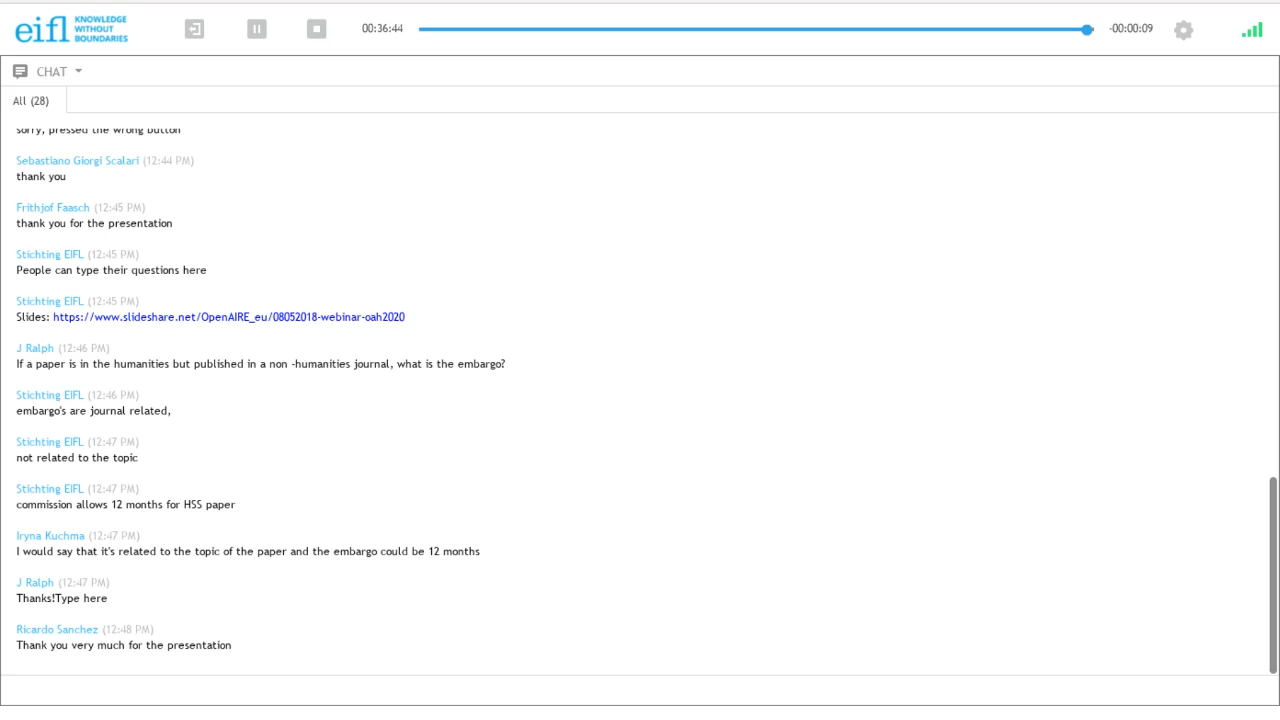 eifl KNOWLEDGE
WITHOUT
BOUNDARIES
00:36:44
-00:00:09
CHAT
All (28)
sorry, pressed the wrong button
Sebastiano Giorgi Scalari (12:44 PM)
thank you
Frithjof Faasch (12:45 PM)
thank you for the presentation
Stichting EIFL (12:45 PM)
People can type their questions here
Stichting EIFL (12:45 PM)
Slides: https://www.slideshare.net/OpenAIRE_eu/08052018-webinar-oah2020
J Ralph (12:46 PM)
If a paper is in the humanities but published in a non -humanities journal, what is the embargo?
Stichting EIFL (12:46 PM)
embargo's are journal related,
Stichting EIFL (12:47 PM)
not related to the topic
Stichting EIFL (12:47 PM)
commission allows 12 months for HSS paper
Iryna Kuchma (12:47 PM)
I would say that it's related to the topic of the paper and the embargo could be 12 months
J Ralph (12:47 PM)
Thanks!Type here
Ricardo Sanchez (12:48 PM)
Thank you very much for the presentation